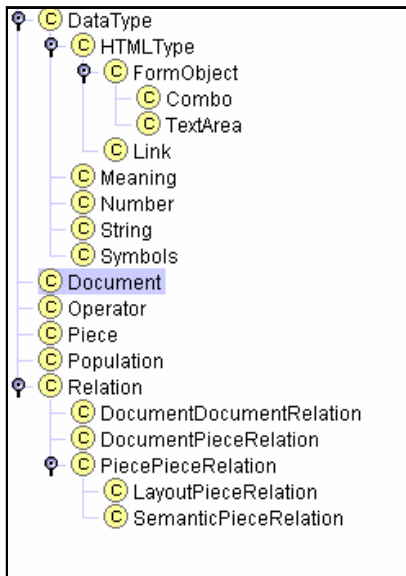 C DataType
C HTMLType
C FormObject
C Combo
C TextArea
C Link
C Meaning
C Number
C String
C Symbols
C Document
C Operator
C Piece
C Population
C Relation
C DocumentDocumentRelation
C DocumentPieceRelation
C PiecePieceRelation
C LayoutPieceRelation
C SemanticPieceRelation